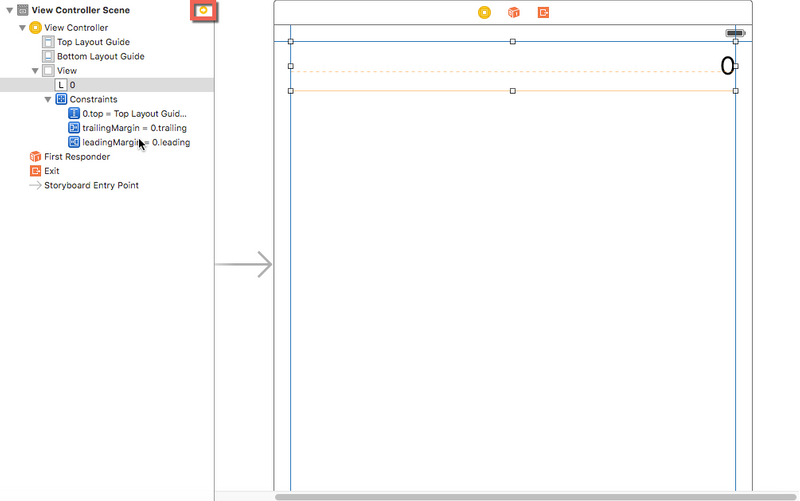 View Controller Scene
View Controller
Top Layout Guide
Bottom Layout Guide
View
L 0
Constraints
0.top = Top Layout Guid...
trailingMargin = 0.trailing
leadingMargin = 0.leading
First Responder
Exit
Storyboard Entry Point
0